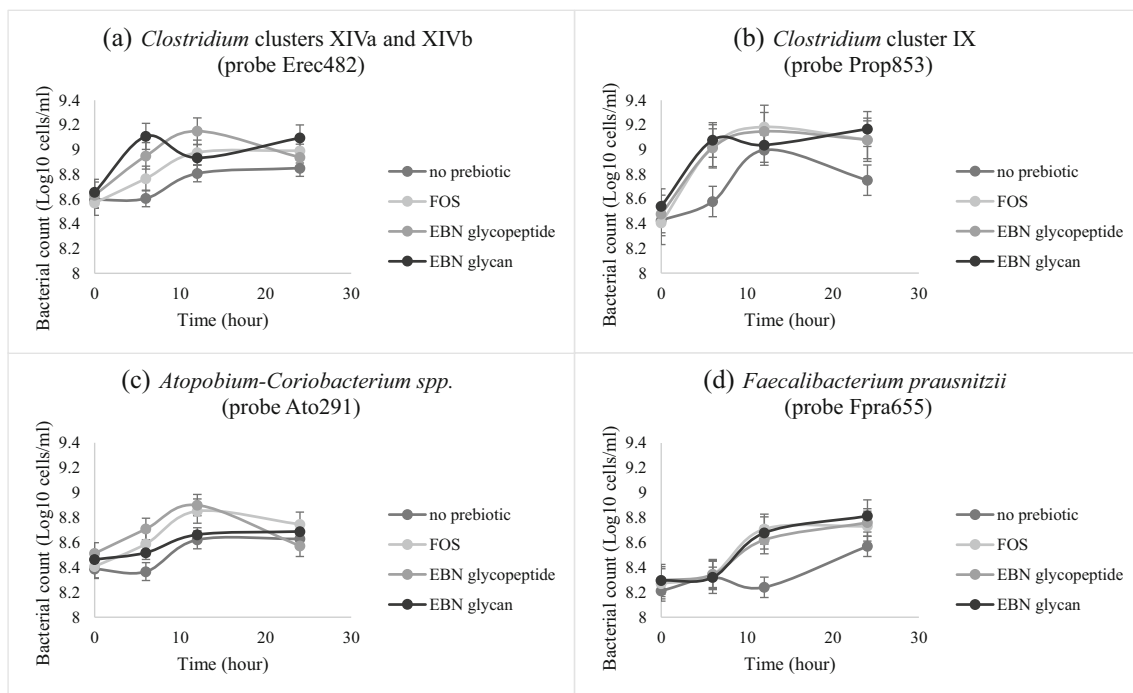 (a) Clostridium clusters XIVa and XIVb
(probe Erec482)
Bacterial count (Log10 cells/ml)
9.4
9.2
9
8.8
8.6
8.4
8.2
8
0
10
20
30
Time (hour)
no prebiotic
FOS
EBN glycopeptide
EBN glycan
(b) Clostridium cluster IX
(probe Prop853)
Bacterial count (Log10 cells/ml)
9.4
9.2
9
8.8
8.6
8.4
8.2
8
0
10
20
30
Time (hour)
no prebiotic
FOS
EBN glycopeptide
EBN glycan
(c) Atopobium-Coriobacterium spp.
(probe Ato291)
Bacterial count (Log10 cells/ml)
9.4
9.2
9
8.8
8.6
8.4
8.2
8
0
10
20
30
Time (hour)
no prebiotic
FOS
EBN glycopeptide
EBN glycan
(d) Faecalibacterium prausnitzii
(probe Fpra655)
Bacterial count (Log10 cells/ml)
9.4
9.2
9
8.8
8.6
8.4
8.2
8
0
10
20
30
Time (hour)
no prebiotic
FOS
EBN glycopeptide
EBN glycan